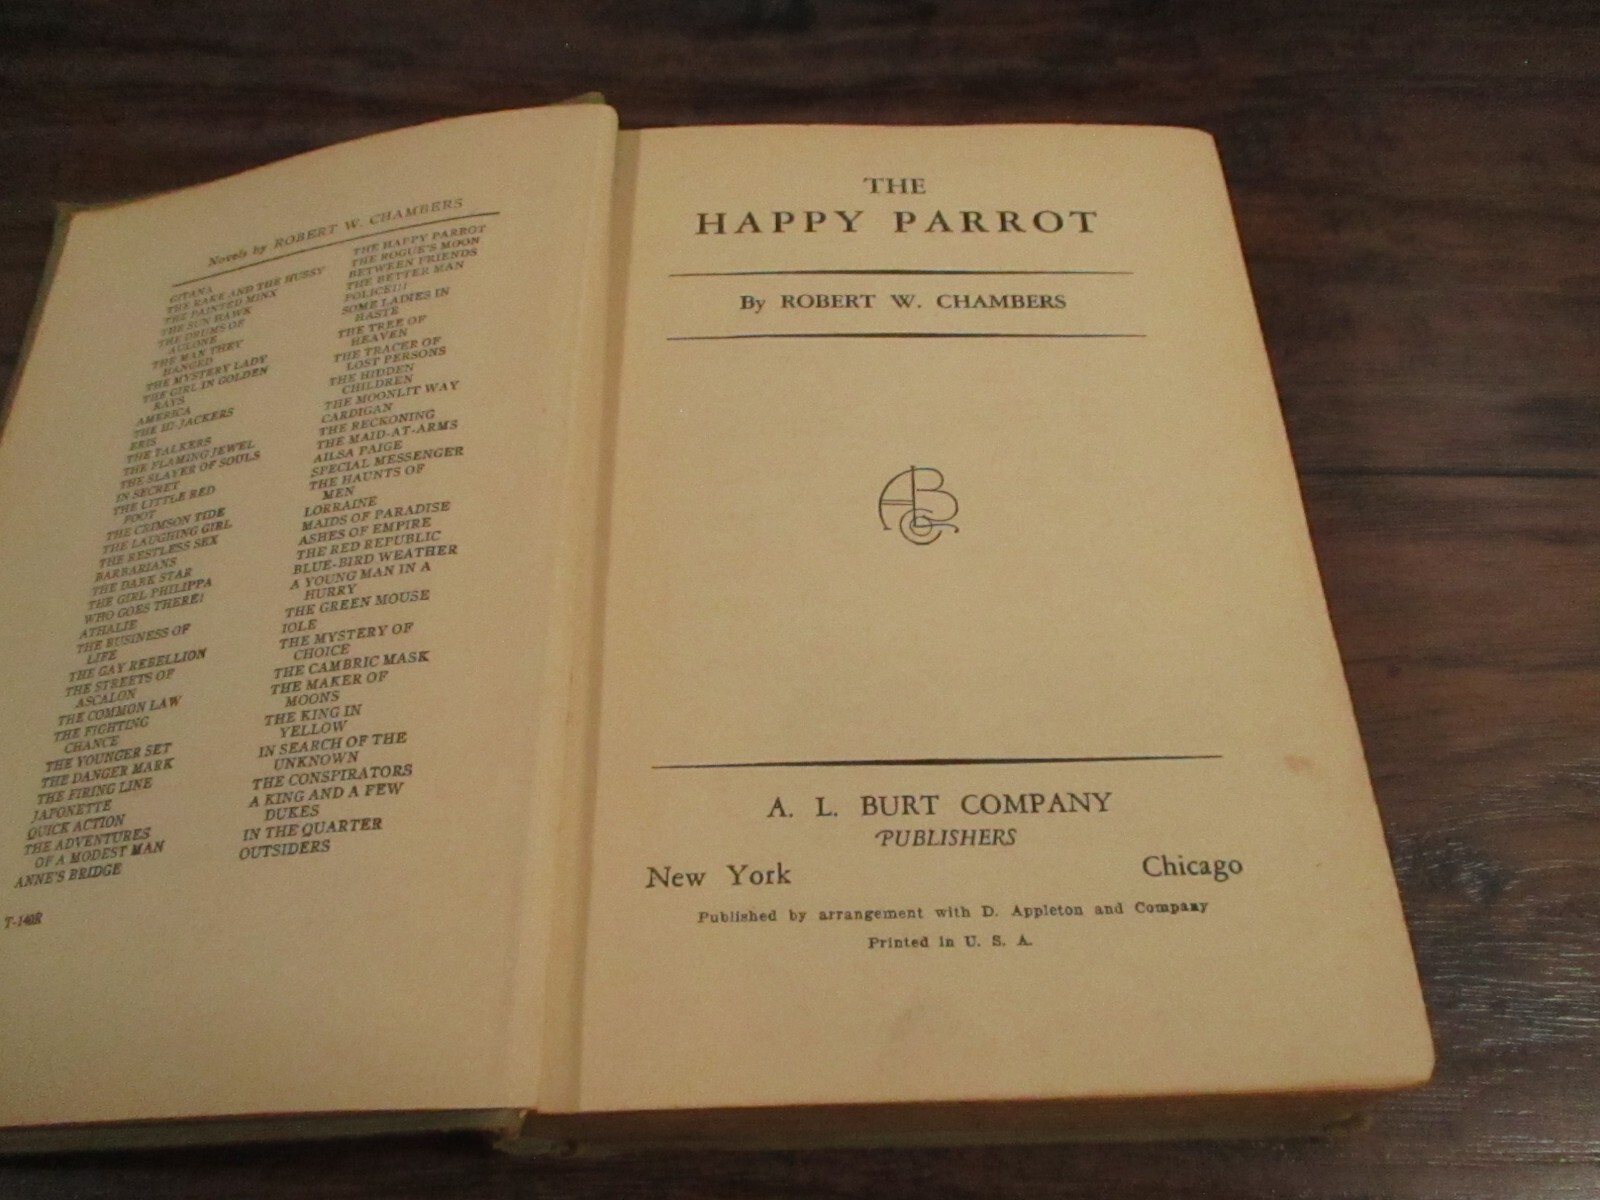 Novels by ROBERT W. CHAMBERS
GITANA
THE RAKE AND THE HUSSY
THE PAINTED MINX
THE SUN HAWK
THE DRUMS OF
AULONE
THE MAN THEY
HANGED
THE MYSTERY LADY
THE GIRL IN GOLDEN
RAYS
AMERICA
THE HI-JACKERS
ERIS
THE TALKERS
THE FLAMING JEWEL
THE SLAYER OF SOULS
IN SECRET
THE LITTLE RED
FOOT
THE CRIMSON TIDE
THE LAUGHING GIRL
THE RESTLESS SEX
BARBARIANS
THE DARK STAR
THE GIRL PHILIPPA
WHO GOES THERE!
ATHALIE
THE BUSINESS OF
LIFE
THE GAY REBELLION
THE STREETS OF
ASCALON
THE COMMON LAW
THE FIGHTING
CHANCE
THE YOUNGER SET
THE DANGER MARK
THE FIRING LINE
JAPONETTE
QUICK ACTION
THE ADVENTURES
OF A MODEST MAN
ANNE'S BRIDGE
THE HAPPY PARROT
THE ROGUE'S MOON
BETWEEN FRIENDS
THE BETTER MAN
POLICE!!!
SOME LADIES IN
HASTE
THE TREE OF
HEAVEN
THE TRACER OF
LOST PERSONS
THE HIDDEN
CHILDREN
THE MOONLIT WAY
CARDIGAN
THE RECKONING
THE MAID-AT-ARMS
AILSA PAIGE
SPECIAL MESSENGER
THE HAUNTS OF
MEN
LORRAINE
MAIDS OF PARADISE
ASHES OF EMPIRE
THE RED REPUBLIC
BLUE-BIRD WEATHER
A YOUNG MAN IN A
HURRY
THE GREEN MOUSE
IOLE
THE MYSTERY OF
CHOICE
THE CAMBRIC MASK
THE MAKER OF
MOONS
THE KING IN
YELLOW
IN SEARCH OF THE
UNKNOWN
THE CONSPIRATORS
A KING AND A FEW
DUKES
IN THE QUARTER
OUTSIDERS
T-140R
THE
HAPPY PARROT
By ROBERT W. CHAMBERS
ABC
A. L. BURT COMPANY
PUBLISHERS
New York Chicago
Published by arrangement with D. Appleton and Company
Printed in U. S. A.